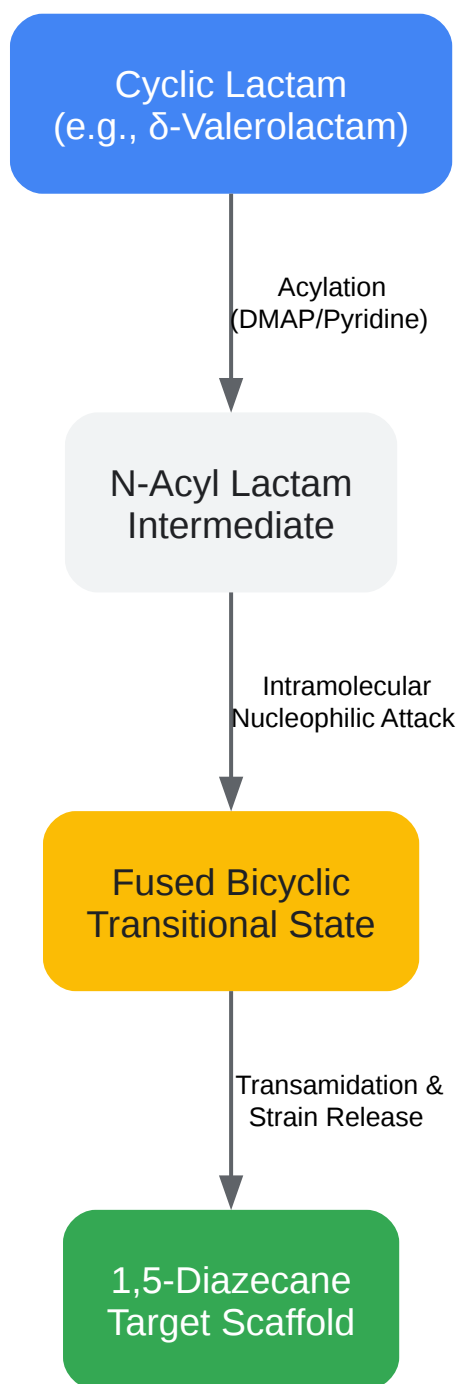 Cyclic Lactam
(e.g., δ-Valerolactam)
Acylation
(DMAP/Pyridine)
N-Acyl Lactam
Intermediate
Intramolecular
Nucleophilic Attack
Fused Bicyclic
Transitional State
Transamidation &
Strain Release
1,5-Diazecane
Target Scaffold